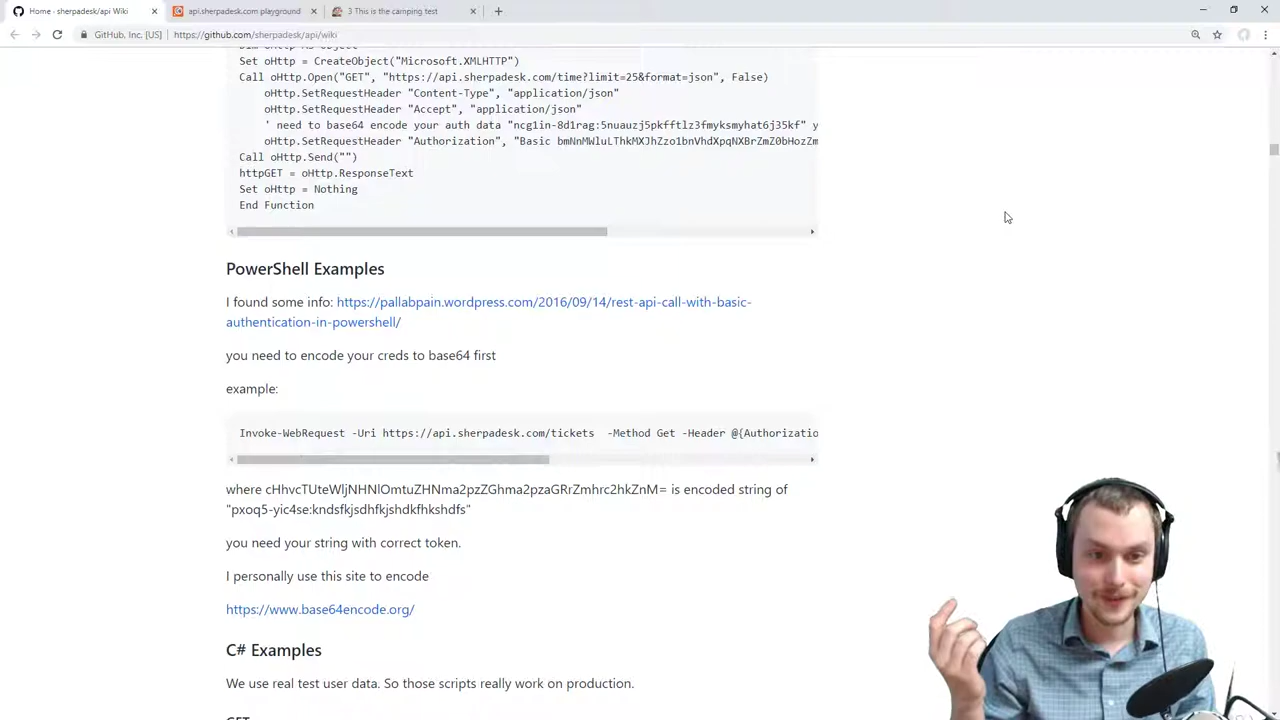 Home · sherpadesk/api Wiki
api.sherpadesk.com playground
3 This is the camping test
GitHub, Inc. [US]
https://github.com/sherpadesk/api/wiki
Set oHttp = CreateObject("Microsoft.XMLHTTP")
Call oHttp.Open("GET", "https://api.sherpadesk.com/time?limit=25&format=json", False)
oHttp.SetRequestHeader "Content-Type", "application/json"
oHttp.SetRequestHeader "Accept", "application/json"
' need to base64 encode your auth data "ncg1in-8d1rag:5nuauzj5pkfftlz3fmyksmyhat6j35kf" y
oHttp.SetRequestHeader "Authorization", "Basic bmNnMWluLThkMXJhZzo1bnVhdXpqNXBrZmZ0bHozZm
Call oHttp.Send("")
httpGET = oHttp.ResponseText
Set oHttp = Nothing
End Function
PowerShell Examples
I found some info: https://pallabpain.wordpress.com/2016/09/14/rest-api-call-with-basic-
authentication-in-powershell/
you need to encode your creds to base64 first
example:
Invoke-WebRequest -Uri https://api.sherpadesk.com/tickets -Method Get -Header @{Authorizatio
where cHhvcTUteWljNHNlOmtuZHNma2pzZGhma2pzaGRrZmhrc2hkZnM= is encoded string of
"pxoq5-yic4se:kndsfkjsdhfkjshdkfhkshdfs"
you need your string with correct token.
I personally use this site to encode
https://www.base64encode.org/
C# Examples
We use real test user data. So those scripts really work on production.